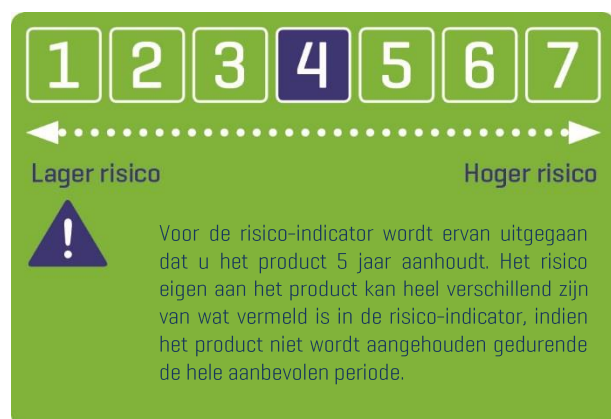 1 2 3 4 5 6 7
Lager risico Hoger risico
!
Voor de risico-indicator wordt ervan uitgegaan
dat u het product 5 jaar aanhoudt. Het risico
eigen aan het product kan heel verschillend zijn
van wat vermeld is in de risico-indicator, indien
het product niet wordt aangehouden gedurende
de hele aanbevolen periode.